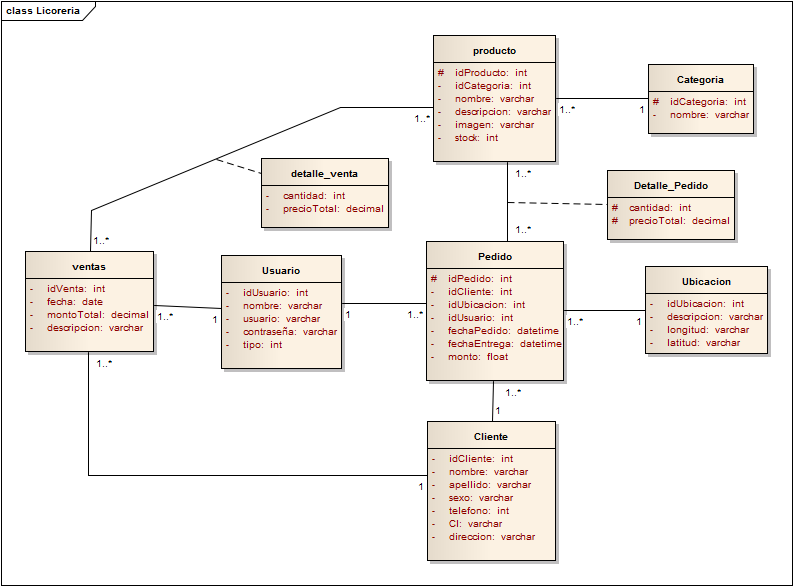 class Licoreria
producto
# idProducto: int
- idCategoria: int
- nombre: varchar
- descripcion: varchar
- imagen: varchar
- stock: int
Categoria
# idCategoria: int
- nombre: varchar
1..*
1..*
1
detalle_venta
- cantidad: int
- precioTotal: decimal
1..*
Detalle_Pedido
# cantidad: int
# precioTotal: decimal
1..*
1..*
ventas
- idVenta: int
- fecha: date
- montoTotal: decimal
- descripcion: varchar
Usuario
- idUsuario: int
- nombre: varchar
- usuario: varchar
- contraseña: varchar
- tipo: int
Pedido
# idPedido: int
- idCliente: int
- idUbicacion: int
- idUsuario: int
- fechaPedido: datetime
- fechaEntrega: datetime
- monto: float
Ubicacion
- idUbicacion: int
- descripcion: varchar
- longitud: varchar
- latitud: varchar
1..*
1
1
1..*
1..*
1
1..*
1..*
1
Cliente
- idCliente: int
- nombre: varchar
- apellido: varchar
- sexo: varchar
- telefono: int
- CI: varchar
- direccion: varchar
1